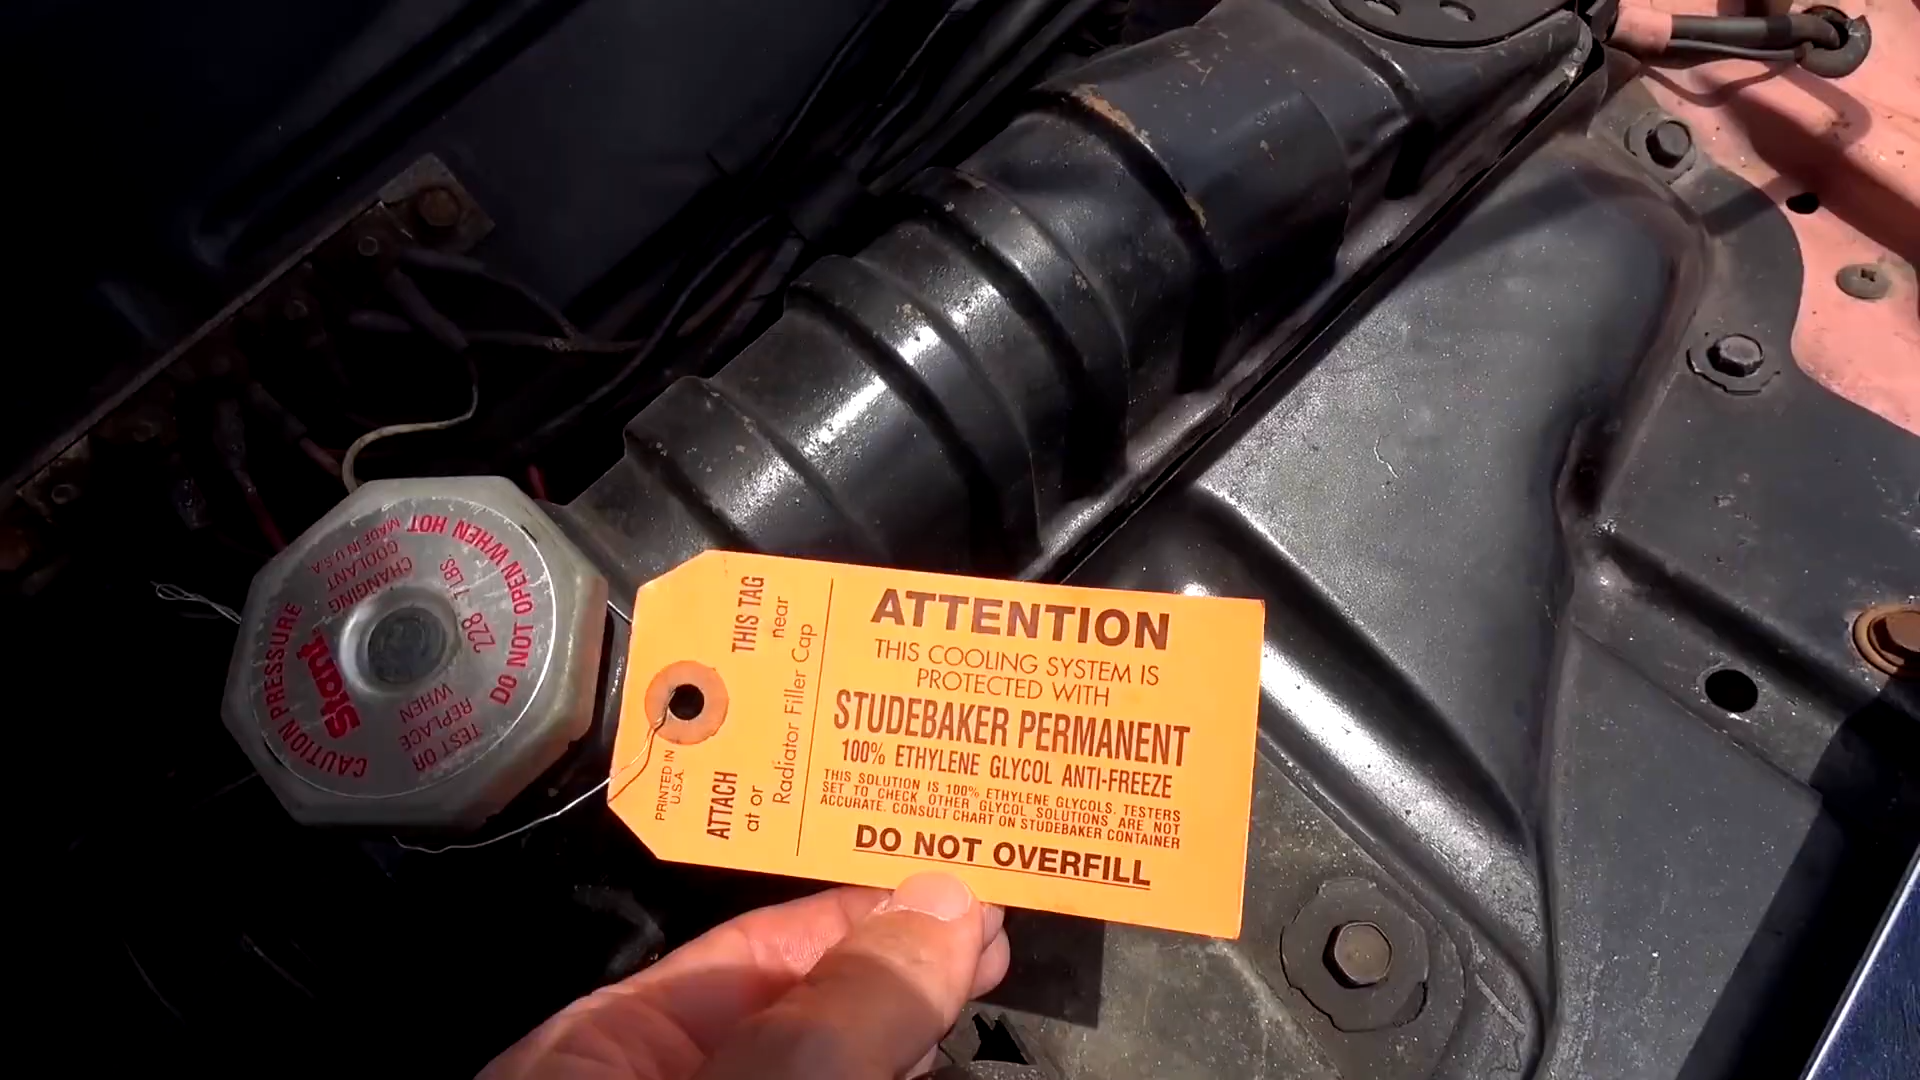 CAUTION PRESSURE
DO NOT OPEN WHEN HOT
Stant
TEST OR
REPLACE
WHEN
CHANGING
COOLANT
MADE IN U.S.A
228 7 LBS.
ATTACH THIS TAG
at or near
Radiator Filler Cap
PRINTED IN
U.S.A.
ATTENTION
THIS COOLING SYSTEM IS
PROTECTED WITH
STUDEBAKER PERMANENT
100% ETHYLENE GLYCOL ANTI-FREEZE
THIS SOLUTION IS 100% ETHYLENE GLYCOLS. TESTERS
SET TO CHECK OTHER GLYCOL SOLUTIONS ARE NOT
ACCURATE. CONSULT CHART ON STUDEBAKER CONTAINER
DO NOT OVERFILL